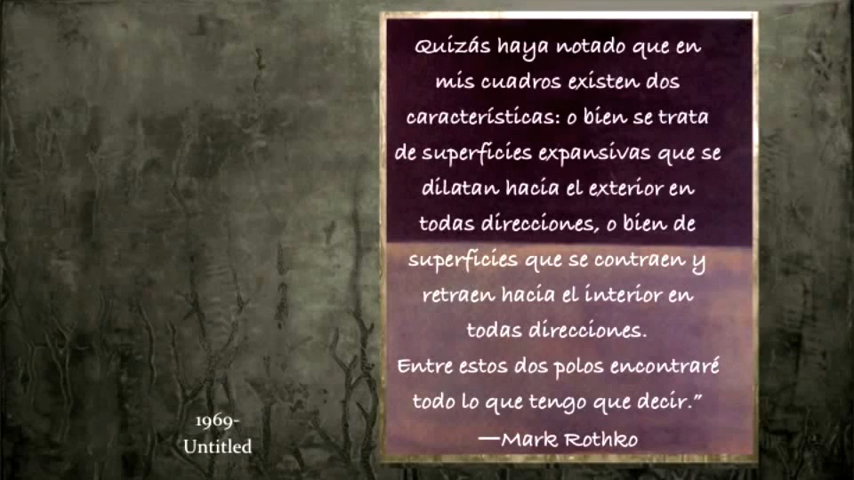 Quizás haya notado que en
mis cuadros existen dos
características: o bien se trata
de superficies expansivas que se
dilatan hacia el exterior en
todas direcciones, o bien de
superficies que se contraen y
retraen hacia el interior en
todas direcciones.
Entre estos dos polos encontraré
todo lo que tengo que decir.”
—Mark Rothko
1969-
Untitled